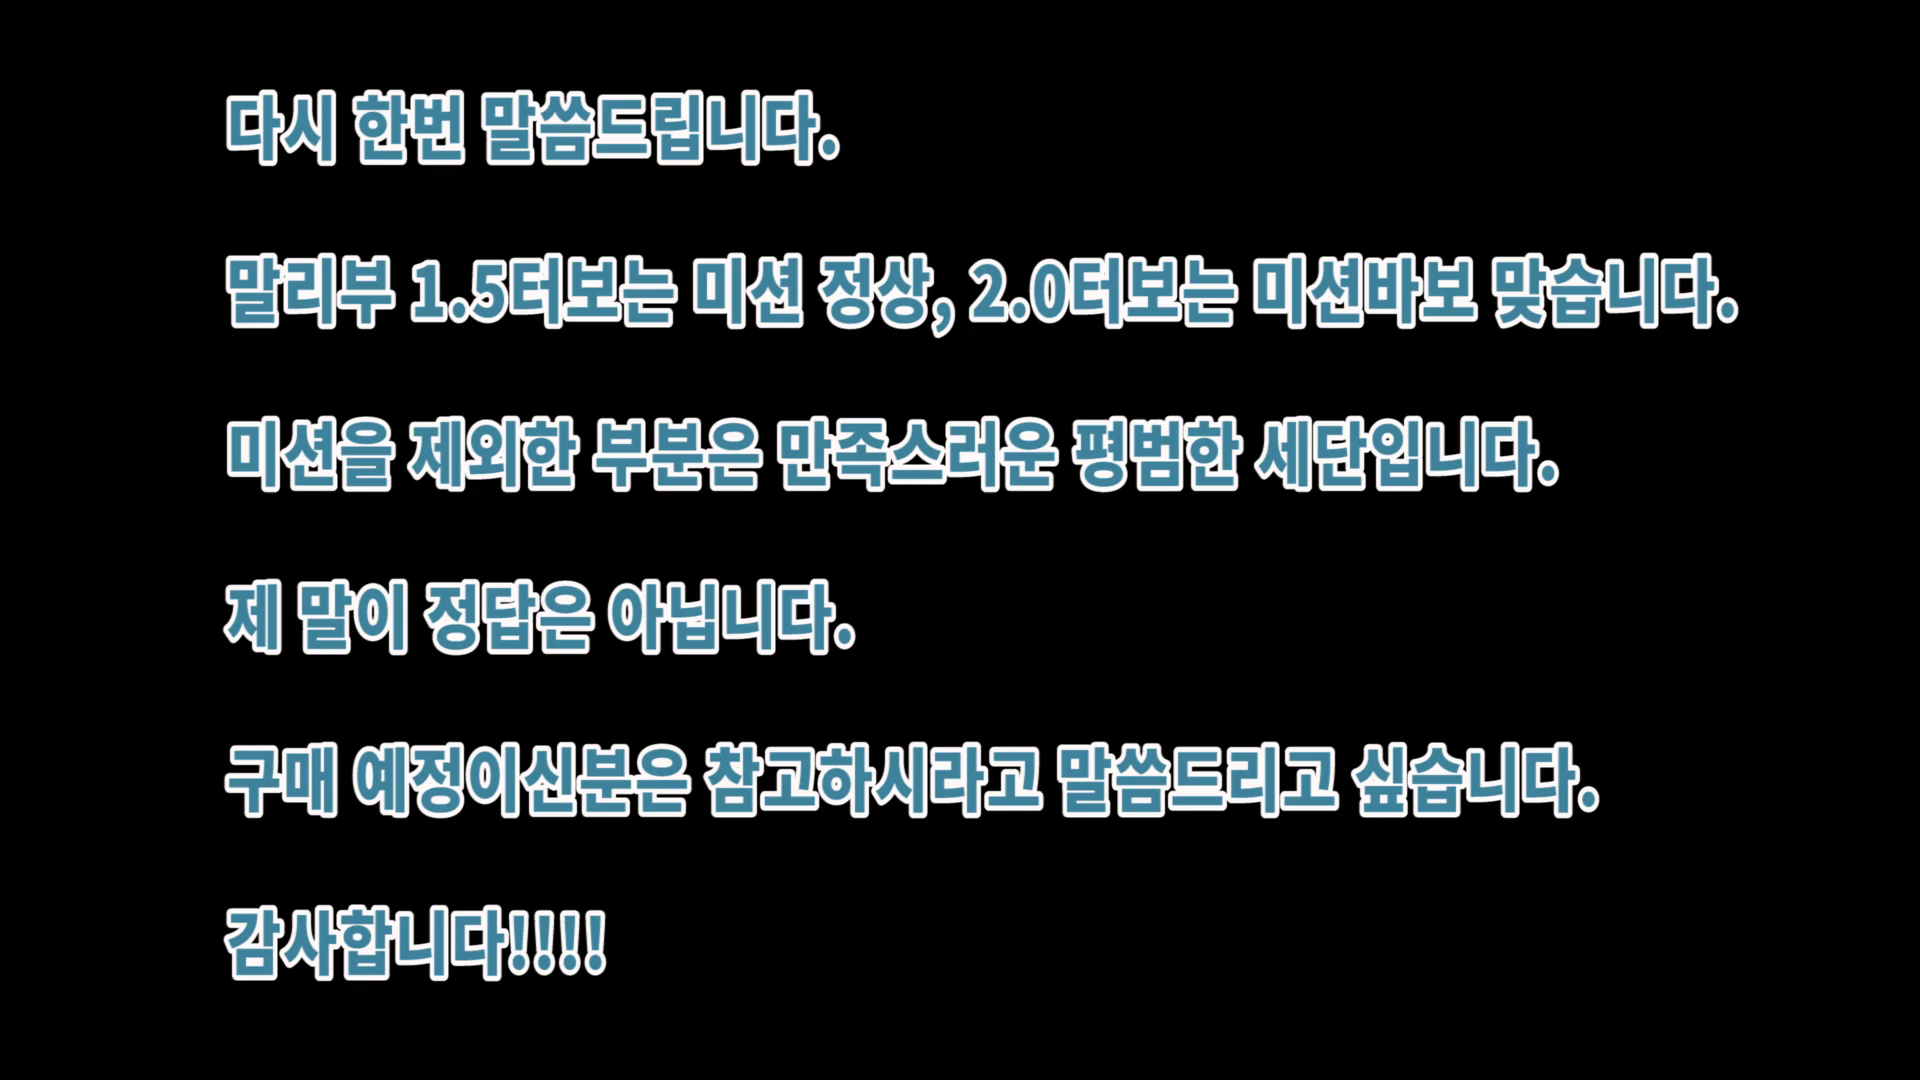 다시 한번 말씀드립니다.
말리부 1.5터보는 미션 정상, 2.0터보는 미션바보 맞습니다.
미션을 제외한 부분은 만족스러운 평범한 세단입니다.
제 말이 정답은 아닙니다.
구매 예정이신분은 참고하시라고 말씀드리고 싶습니다.
감사합니다!!!!